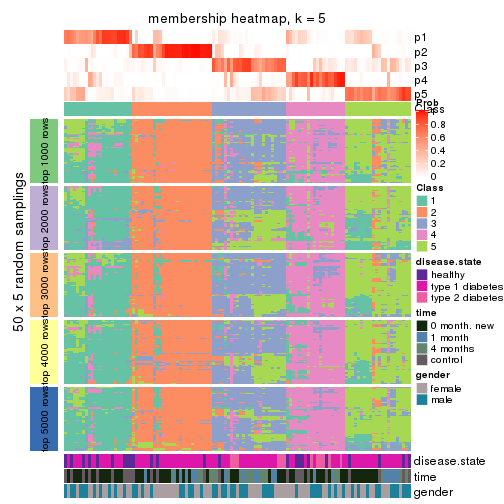 membership heatmap, k = 5
p1
p2
p3
p4
p5
Class
Prob
1
0.8
0.6
0.4
0.2
0
Class
1
2
3
4
5
disease.state
healthy
type 1 diabetes
type 2 diabetes
time
0 month. new
1 month
4 months
control
gender
female
male
50 x 5 random samplings
top 1000 rows
top 2000 rows
top 3000 rows
top 4000 rows
top 5000 rows
disease.state
time
gender